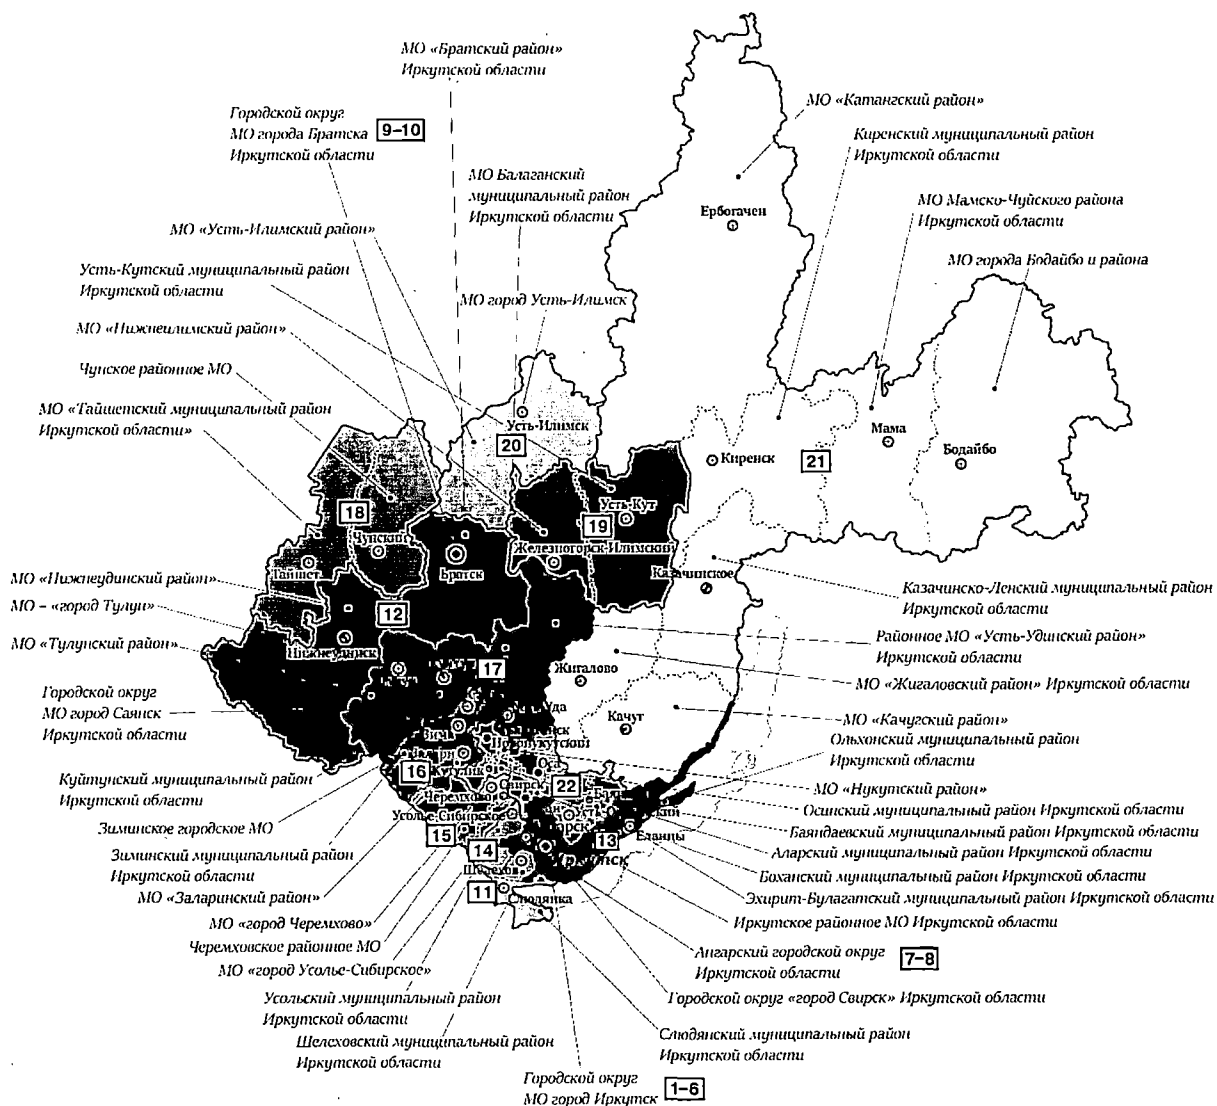 МО «Братский район»
Иркутской области
Городской округ
МО города Братска
Иркутской области
9–10
МО «Катангский район»
Киренский муниципальный район
Иркутской области
МО Балаганский
муниципальный район
Иркутской области
МО Мамско-Чуйского района
Иркутской области
Ербогачен
МО «Усть-Илимский район»
МО города Бодайбо и района
Усть-Кутский муниципальный район
Иркутской области
МО город Усть-Илимск
МО «Нижнеилимский район»
Чунское районное МО
МО «Тайшетский муниципальный район
Иркутской области»
Усть-Илимск
20
Мама
Киренск
21
Бодайбо
18
19
Усть-Кут
Чунский
Железногорск-Илимский
Тайшет
Братск
Казачинское
МО «Нижнеудинский район»
МО – «город Тулун»
12
Казачинско-Ленский муниципальный район
Иркутской области
МО «Тулунский район»
Нижнеудинск
Районное МО «Усть-Удинский район»
Иркутской области
17
Жигалово
МО «Жигаловский район» Иркутской области
Городской округ
МО город Саянск
Иркутской области
Качуг
МО «Качугский район»
Новонукутский
Ольхонский муниципальный район
Иркутской области
Куйтунский муниципальный район
Иркутской области
16
Кутулик
22
МО «Нукутский район»
Свирск
Черемхово
Осинский муниципальный район Иркутской области
Зиминское городское МО
Усолье-Сибирское
Баяндаевский муниципальный район Иркутской области
15
13
Еланцы
Аларский муниципальный район Иркутской области
Зиминский муниципальный район
Иркутской области
14
Шелехов
Иркутск
Боханский муниципальный район Иркутской области
МО «Заларинский район»
11
Слюдянка
Эхирит-Булагатский муниципальный район Иркутской области
МО «город Черемхово»
Иркутское районное МО Иркутской области
Черемховское районное МО
Ангарский городской округ
Иркутской области
7–8
МО «город Усолье-Сибирское»
Усольский муниципальный район
Иркутской области
Городской округ «город Свирск» Иркутской области
Шелеховский муниципальный район
Иркутской области
Слюдянский муниципальный район
Иркутской области
Городской округ
МО город Иркутск
1–6